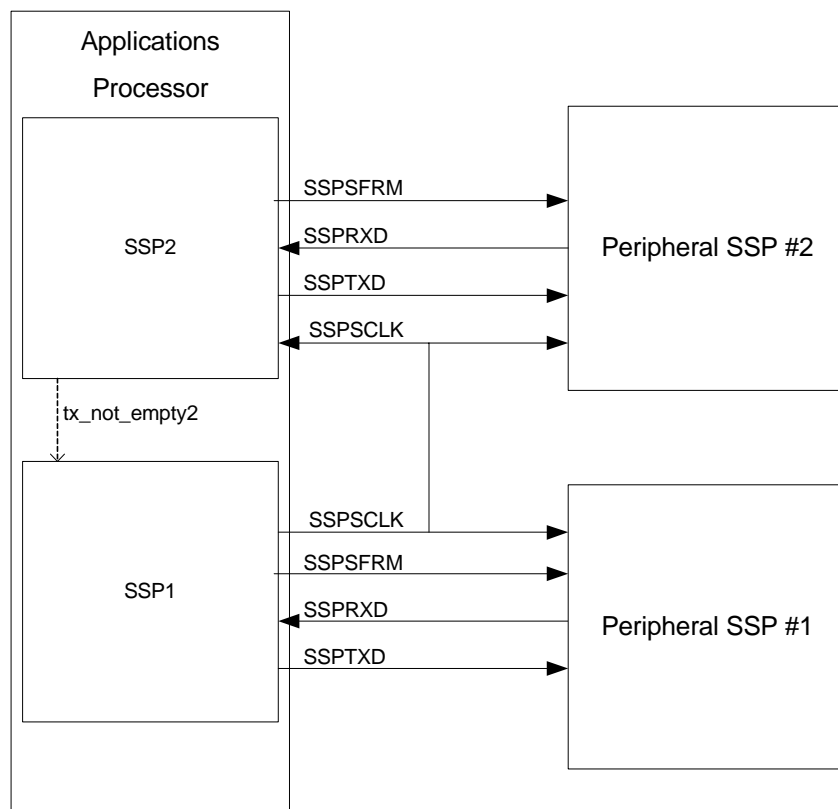 Applications
Processor
SSP2
SSPSFRM
SSPRXD
SSPTXD
SSPSCLK
Peripheral SSP #2
tx_not_empty2
SSP1
SSPSCLK
SSPSFRM
SSPRXD
SSPTXD
Peripheral SSP #1